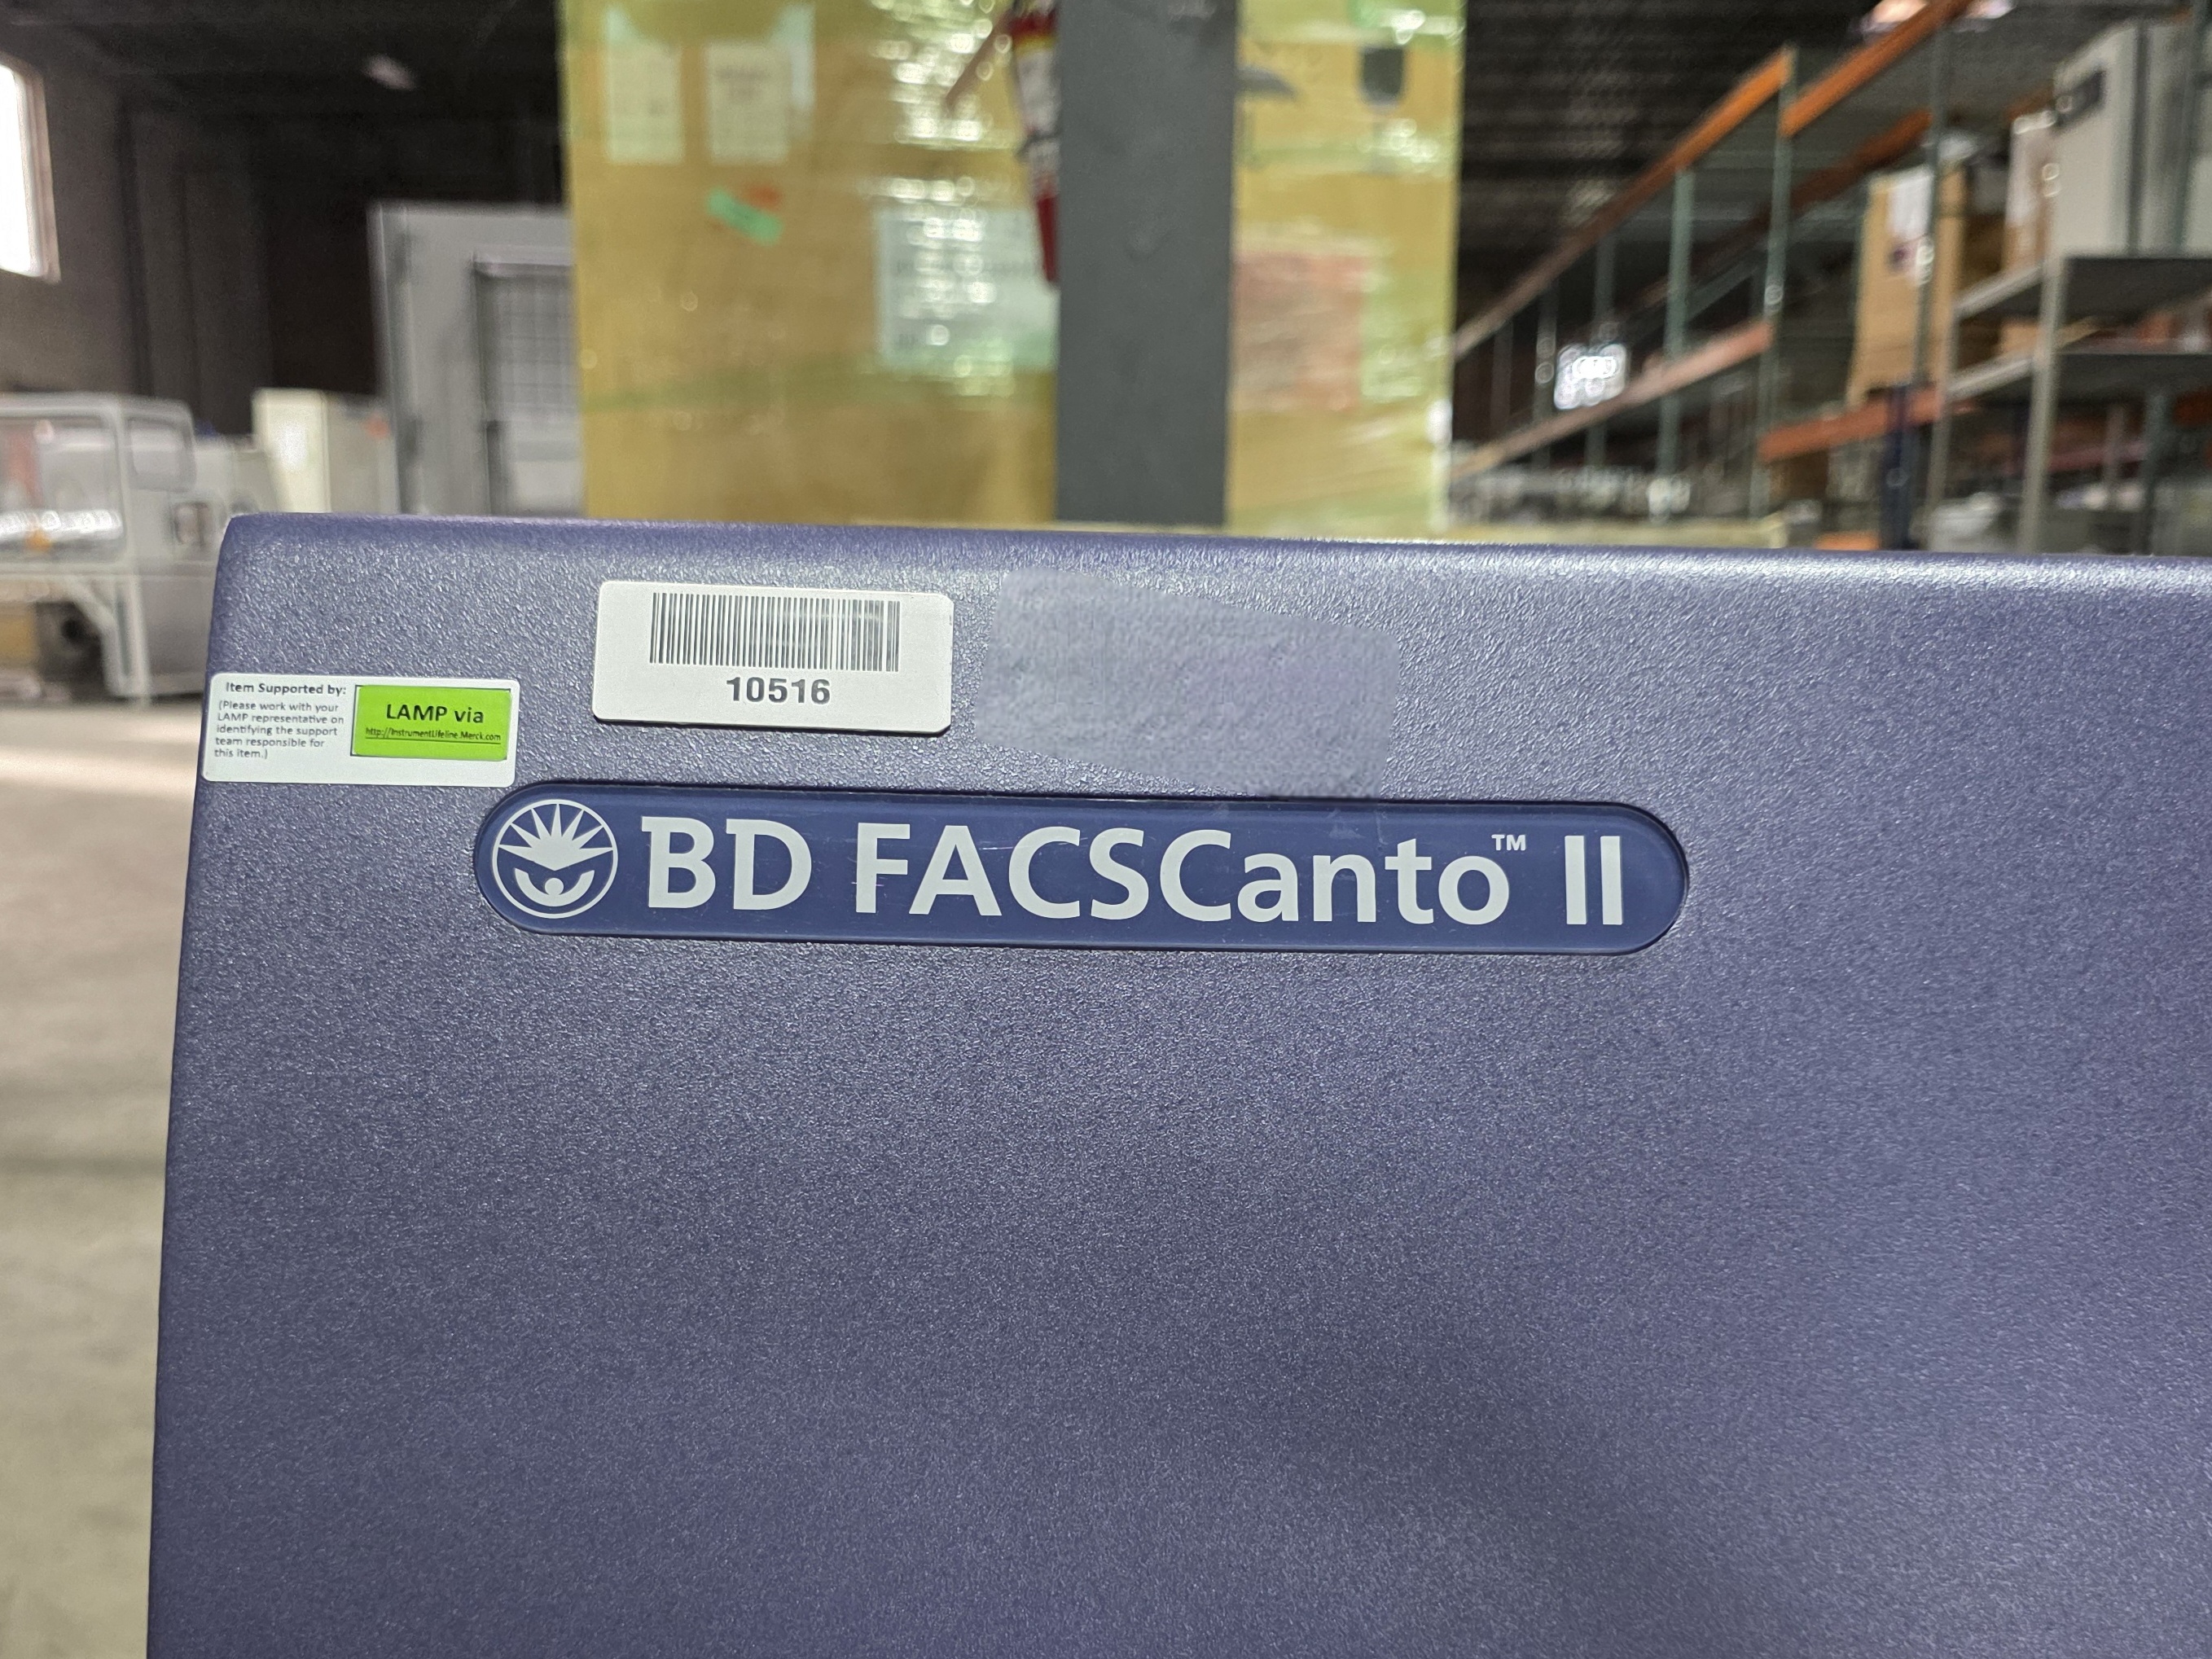 10516
Item Supported by:
(Please work with your
LAMP representative on
identifying the support
team responsible for
this item.)
LAMP via
http://InstrumentLifeline.Merck.com
BD FACSCanto™ II